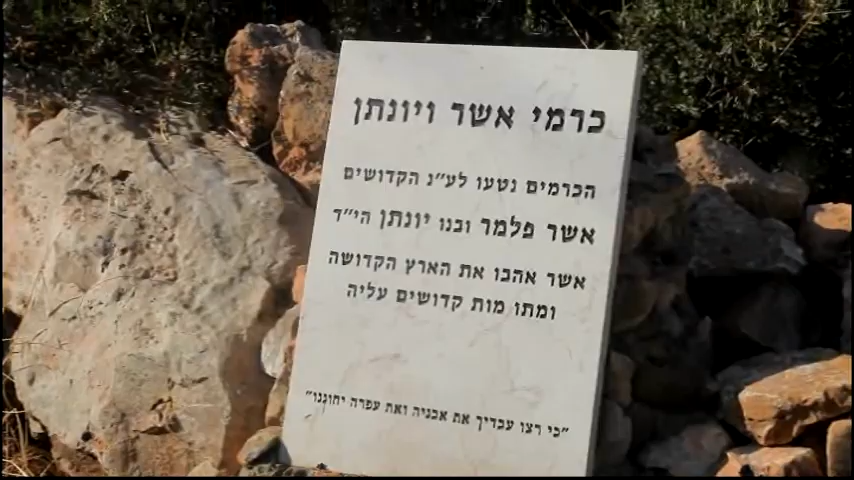 כרמי אשר ויונתן
הכרמים נטעו לע״נ הקדושים
אשר פלמר ובנו יונתן הי״ד
אשר אהבו את הארץ הקדושה
ומתו מות קדושים עליה
"כי רצו עבדיך את אבניה ואת עפרה יחוננו"